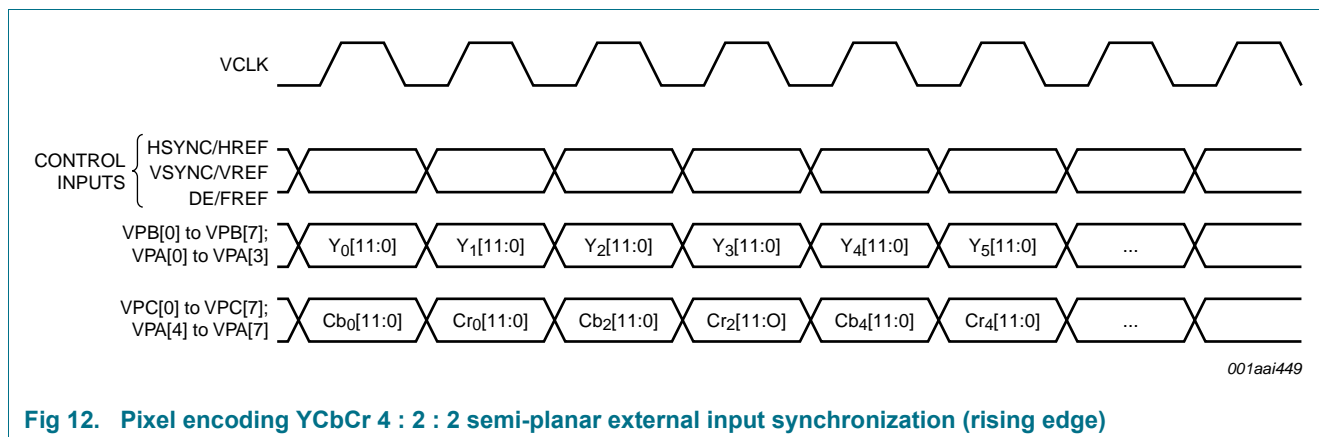 VCLK
CONTROL INPUTS
HSYNC/HREF
VSYNC/VREF
DE/FREF
VPB[0] to VPB[7];
VPA[0] to VPA[3]
Y0[11:0] Y1[11:0] Y2[11:0] Y3[11:0] Y4[11:0] Y5[11:0] ...
VPC[0] to VPC[7];
VPA[4] to VPA[7]
Cb0[11:0] Cr0[11:0] Cb2[11:0] Cr2[11:O] Cb4[11:0] Cr4[11:0] ...
001aai449
Fig 12. Pixel encoding YCbCr 4 : 2 : 2 semi-planar external input synchronization (rising edge)